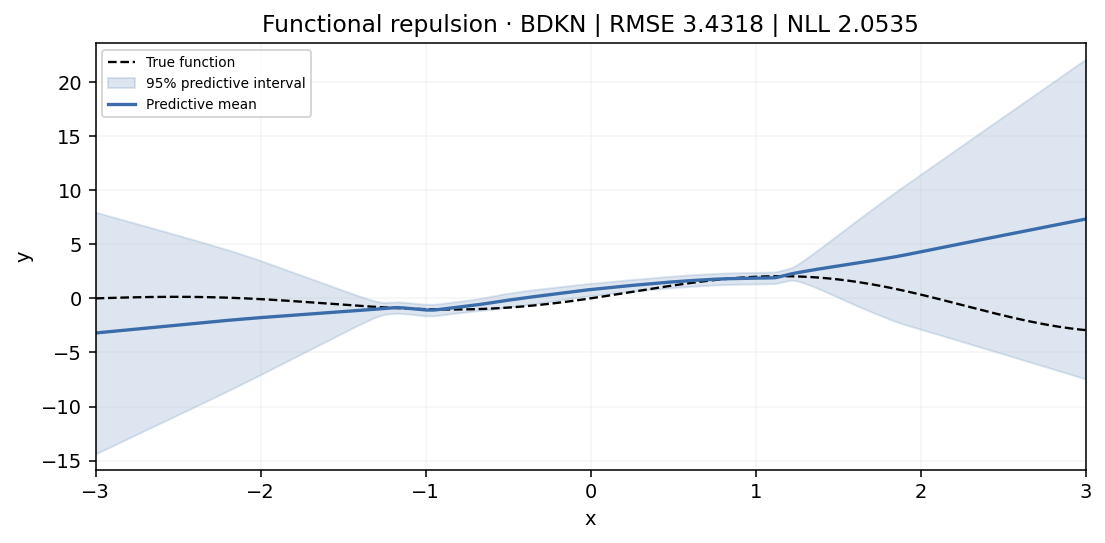 Functional repulsion · BDKN | RMSE 3.4318 | NLL 2.0535
True function
95% predictive interval
Predictive mean
20
15
10
5
0
−5
−10
−15
y
−3 −2 −1 0 1 2 3
x